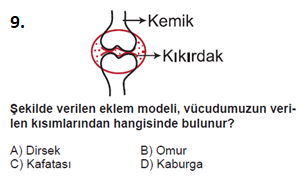 9.
Kemik
Kıkırdak
Şekilde verilen eklem modeli, vücudumuzun veri-
len kısımlarından hangisinde bulunur?
A) Dirsek B) Omur
C) Kafatası D) Kaburga